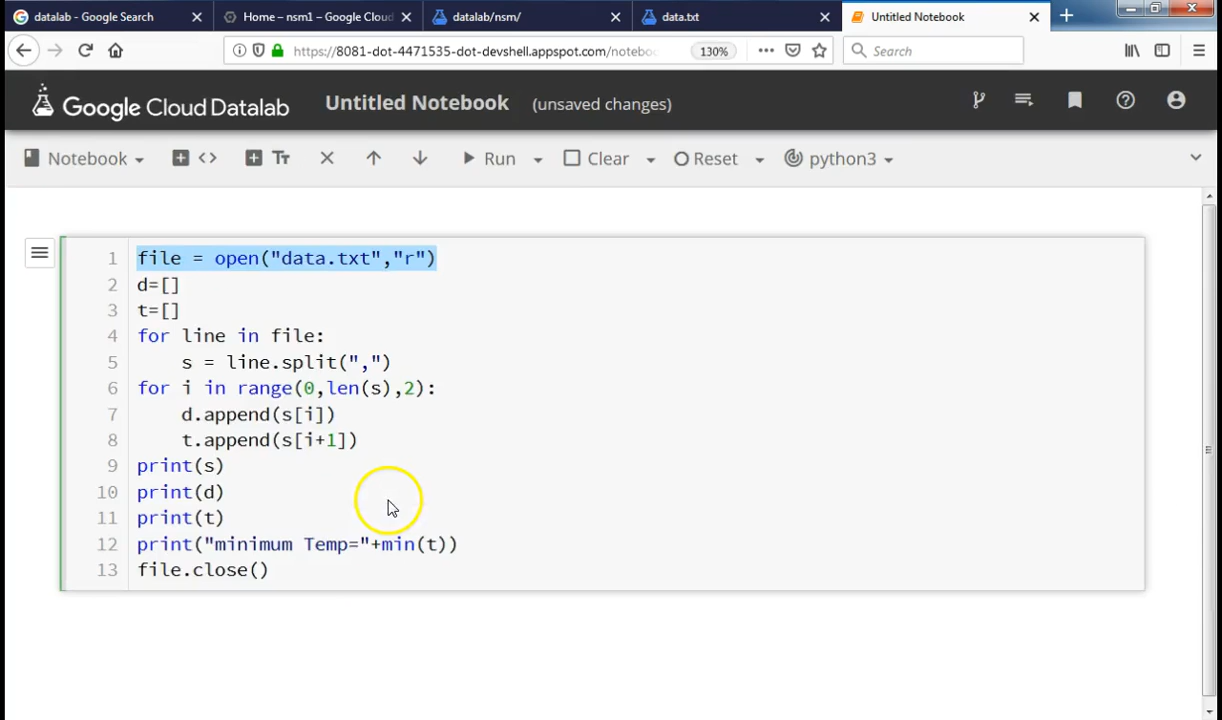 datalab - Google Search
Home – nsm1 – Google Cloud
datalab/nsm/
data.txt
Untitled Notebook
https://8081-dot-4471535-dot-devshell.appspot.com/notebo
130%
Search
Google Cloud Datalab
Untitled Notebook
(unsaved changes)
Notebook
Run
Clear
Reset
python3
1 file = open("data.txt","r")
2 d=[]
3 t=[]
4 for line in file:
5 s = line.split(",")
6 for i in range(0,len(s),2):
7 d.append(s[i])
8 t.append(s[i+1])
9 print(s)
10 print(d)
11 print(t)
12 print("minimum Temp="+min(t))
13 file.close()